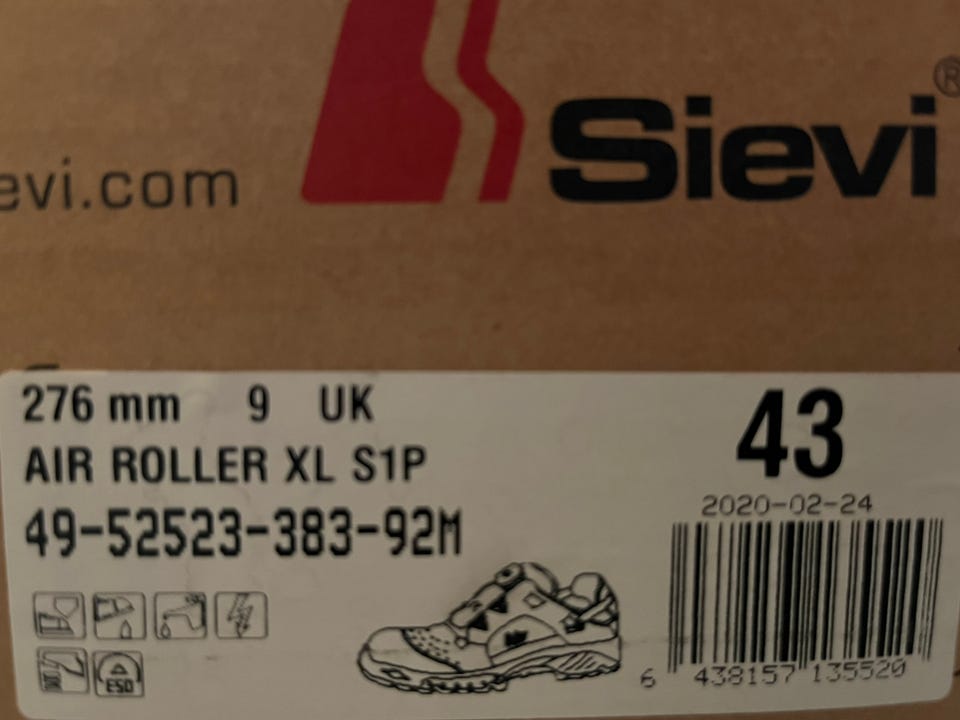 evi.com
Sievi®
276 mm 9 UK
43
AIR ROLLER XL S1P
2020-02-24
49-52523-383-92M
ESD
6 438157 135520